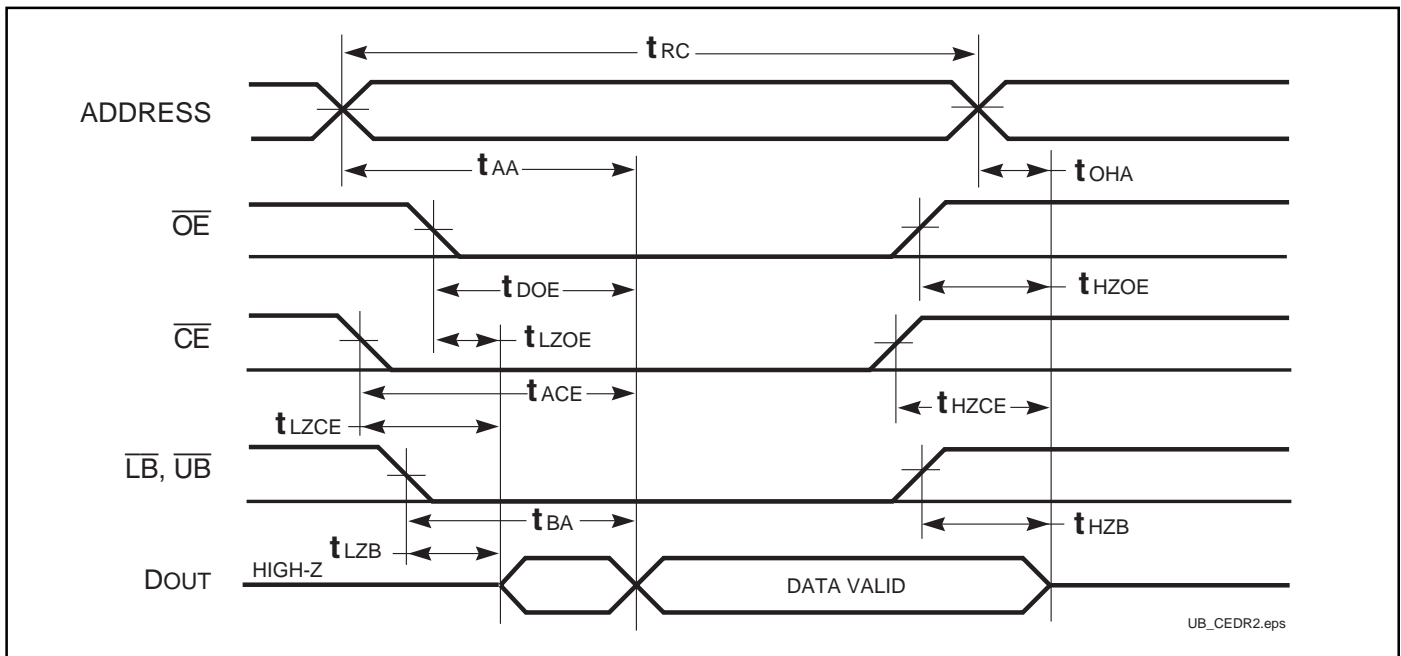 tRC
ADDRESS
tAA
tOHA
OE
tDOE
tHZOE
CE
tLZOE
tACE
tHZCE
tLZCE
LB, UB
tBA
tHZB
tLZB
DOUT
HIGH-Z
DATA VALID
UB_CEDR2.eps